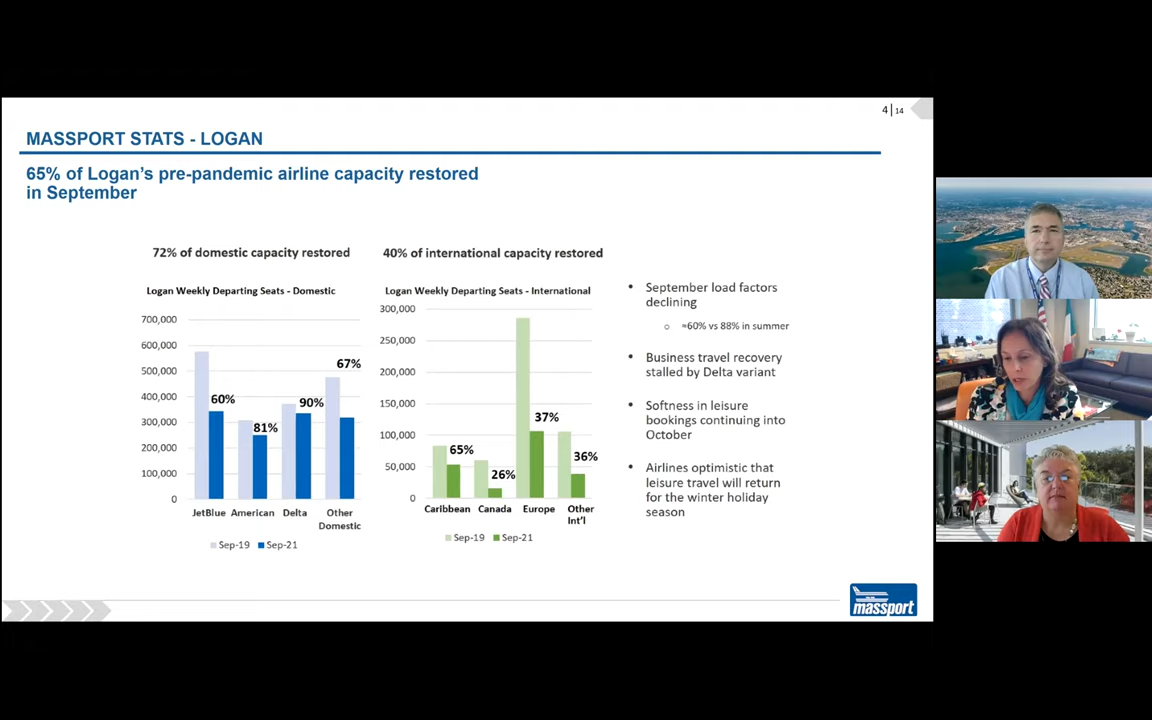 4 | 14
MASSPORT STATS - LOGAN
65% of Logan's pre-pandemic airline capacity restored
in September
72% of domestic capacity restored
Logan Weekly Departing Seats - Domestic
700,000
600,000
500,000
400,000
300,000
200,000
100,000
0
60%
81%
90%
67%
JetBlue American Delta Other
Domestic
Sep-19 Sep-21
40% of international capacity restored
Logan Weekly Departing Seats - International
300,000
250,000
200,000
150,000
100,000
50,000
0
65%
26%
37%
36%
Caribbean Canada Europe Other
Int'l
Sep-19 Sep-21
• September load factors
declining
○ ≈60% vs 88% in summer
• Business travel recovery
stalled by Delta variant
• Softness in leisure
bookings continuing into
October
• Airlines optimistic that
leisure travel will return
for the winter holiday
season
massport